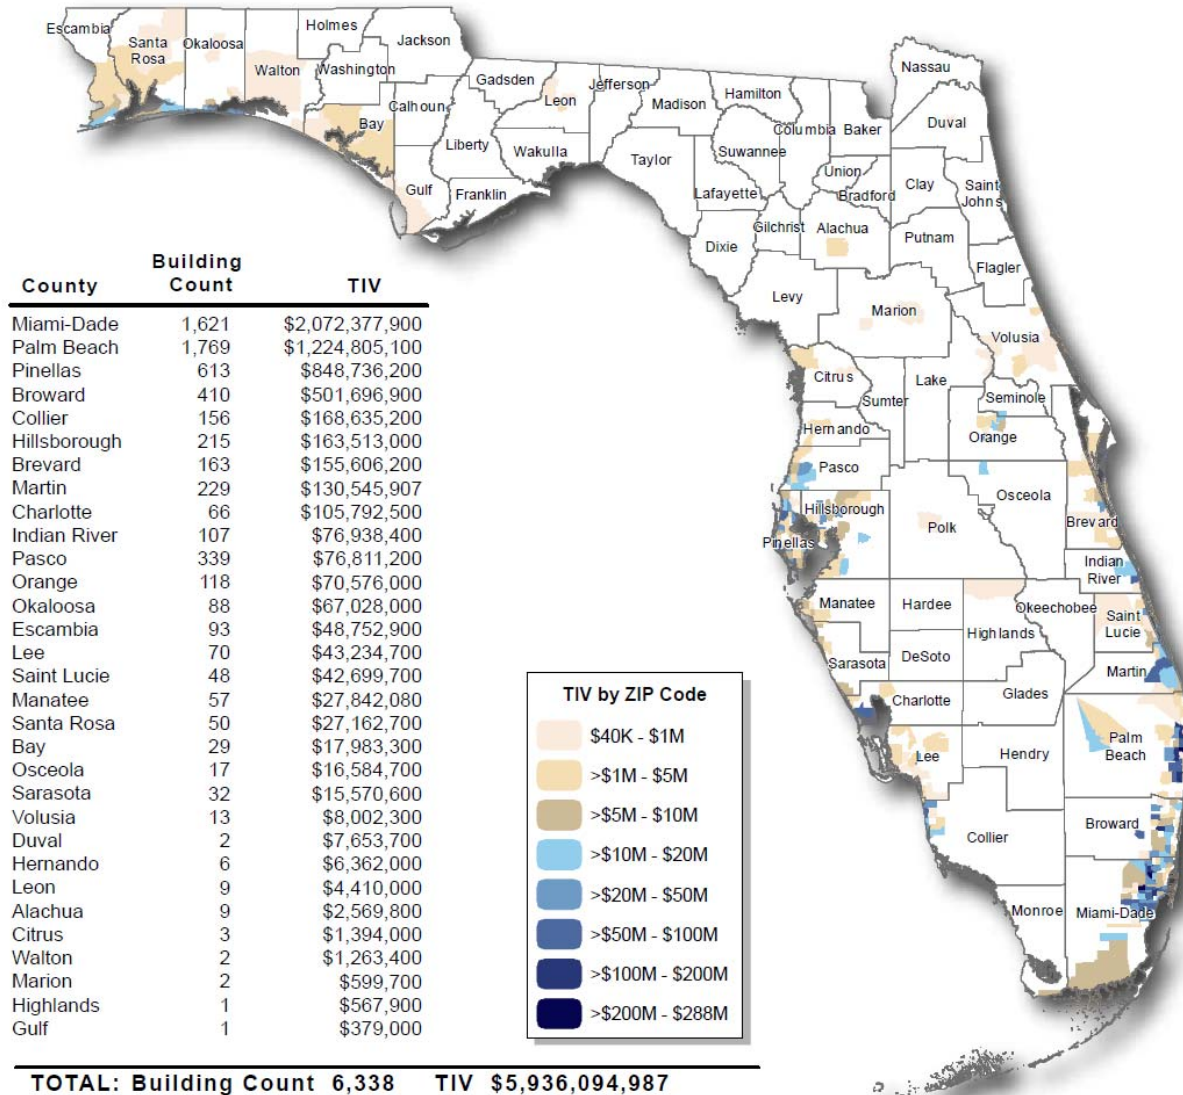 Escambia
Santa
Rosa
Okaloosa
Holmes
Jackson
Walton
Washington
Bay
Calhoun
Gadsden
Leon
Jefferson
Liberty
Wakulla
Gulf
Franklin
Madison
Hamilton
Taylor
Suwannee
Columbia
Baker
Nassau
Duval
Union
Bradford
Clay
Saint
Johns
Lafayette
Gilchrist
Alachua
Putnam
Dixie
Flagler
Levy
Marion
Volusia
Citrus
Sumter
Lake
Seminole
Hernando
Orange
Pasco
Osceola
Hillsborough
Polk
Brevard
Pinellas
Indian
River
Manatee
Hardee
Okeechobee
Highlands
Saint
Lucie
Sarasota
DeSoto
Martin
Charlotte
Glades
Lee
Hendry
Palm
Beach
Collier
Broward
Monroe
Miami-Dade
County Building Count TIV
Miami-Dade 1,621 $2,072,377,900
Palm Beach 1,769 $1,224,805,100
Pinellas 613 $848,736,200
Broward 410 $501,696,900
Collier 156 $168,635,200
Hillsborough 215 $163,513,000
Brevard 163 $155,606,200
Martin 229 $130,545,907
Charlotte 66 $105,792,500
Indian River 107 $76,938,400
Pasco 339 $76,811,200
Orange 118 $70,576,000
Okaloosa 88 $67,028,000
Escambia 93 $48,752,900
Lee 70 $43,234,700
Saint Lucie 48 $42,699,700
Manatee 57 $27,842,080
Santa Rosa 50 $27,162,700
Bay 29 $17,983,300
Osceola 17 $16,584,700
Sarasota 32 $15,570,600
Volusia 13 $8,002,300
Duval 2 $7,653,700
Hernando 6 $6,362,000
Leon 9 $4,410,000
Alachua 9 $2,569,800
Citrus 3 $1,394,000
Walton 2 $1,263,400
Marion 2 $599,700
Highlands 1 $567,900
Gulf 1 $379,000
TOTAL: Building Count 6,338 TIV $5,936,094,987
TIV by ZIP Code
$40K - $1M
>$1M - $5M
>$5M - $10M
>$10M - $20M
>$20M - $50M
>$50M - $100M
>$100M - $200M
>$200M - $288M